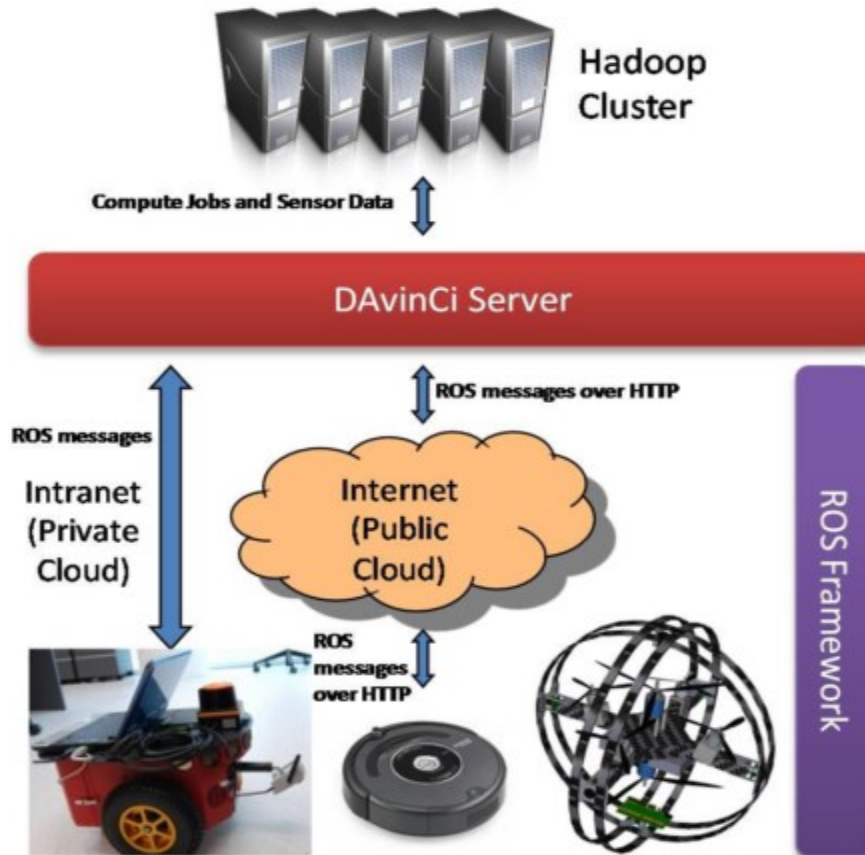 Hadoop
Cluster
Compute Jobs and Sensor Data
DAvinCi Server
ROS messages over HTTP
ROS messages
Intranet
(Private
Cloud)
Internet
(Public
Cloud)
ROS
messages
over HTTP
ROS Framework